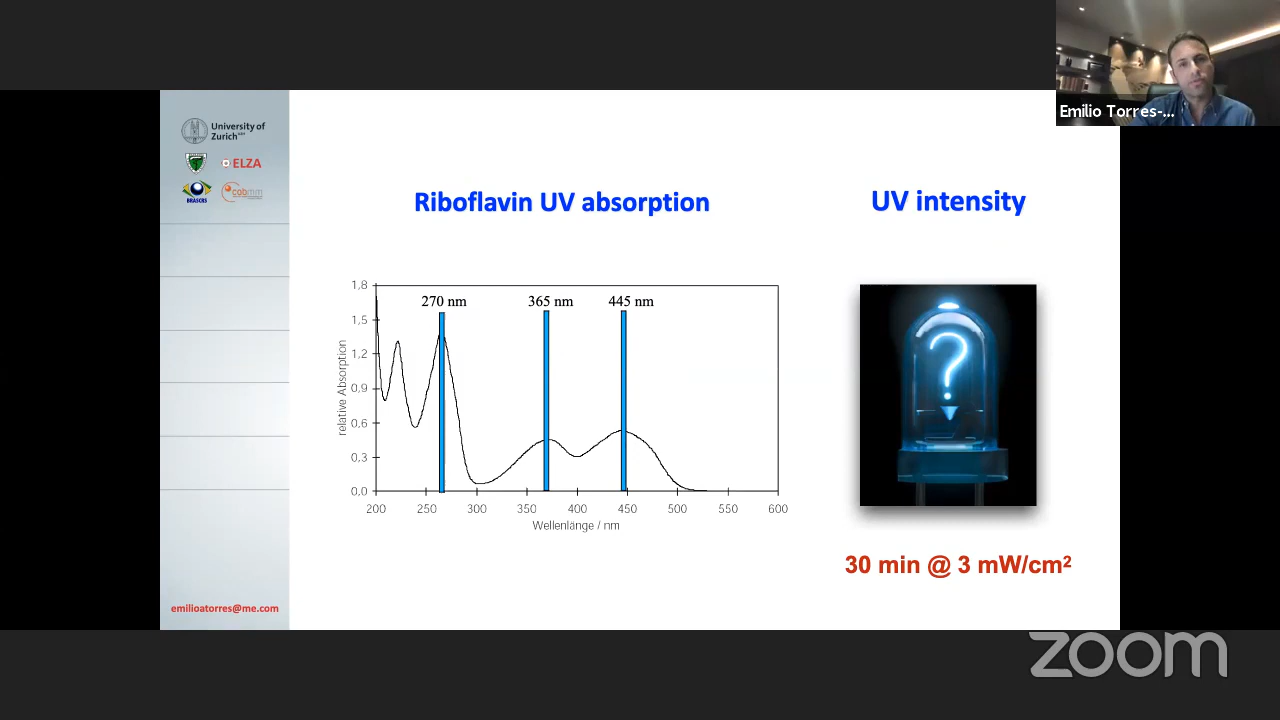 Emilio Torres-...
University of
Zurich
ELZA
BRASCRS
cabmm
Riboflavin UV absorption
UV intensity
270 nm
365 nm
445 nm
1,8
1,5
1,2
0,9
0,6
0,3
0,0
relative Absorption
200
250
300
350
400
450
500
550
600
Wellenlänge / nm
?
30 min @ 3 mW/cm²
emilioatorres@me.com
zoom